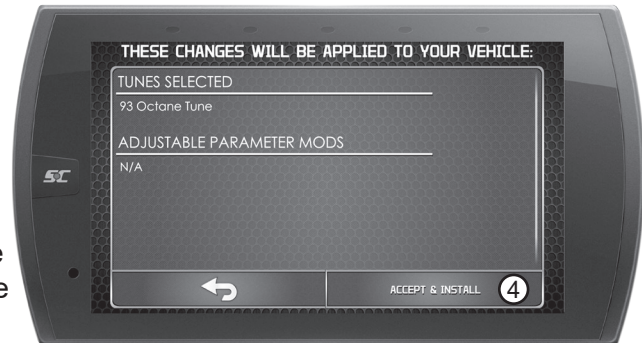 THESE CHANGES WILL BE APPLIED TO YOUR VEHICLE:
TUNES SELECTED
93 Octane Tune
ADJUSTABLE PARAMETER MODS
N/A
ACCEPT & INSTALL 4